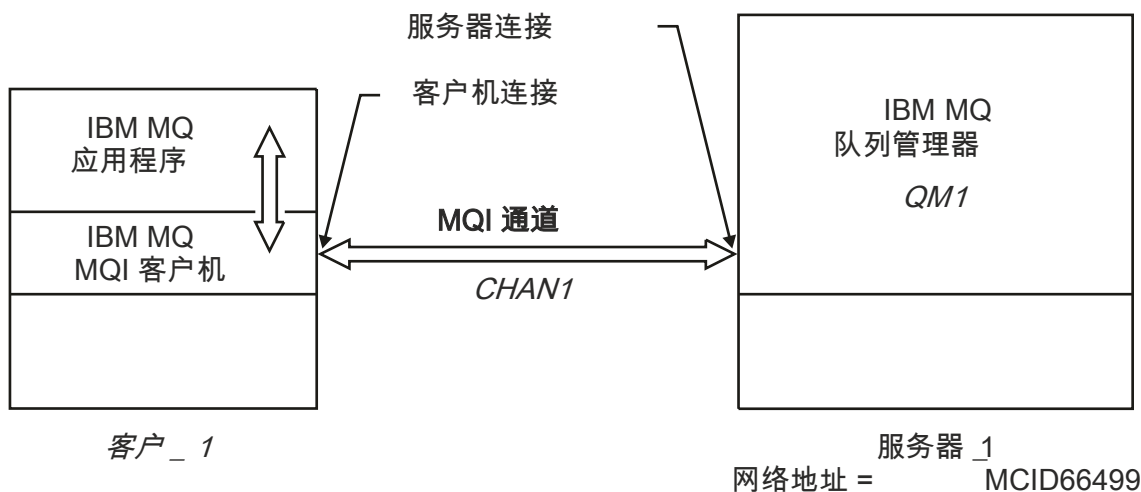 服务器连接
客户机连接
IBM MQ
应用程序
IBM MQ
MQI 客户机
MQI 通道
CHAN1
IBM MQ
队列管理器
QM1
客户 _ 1
服务器 _1
网络地址 = MCID66499